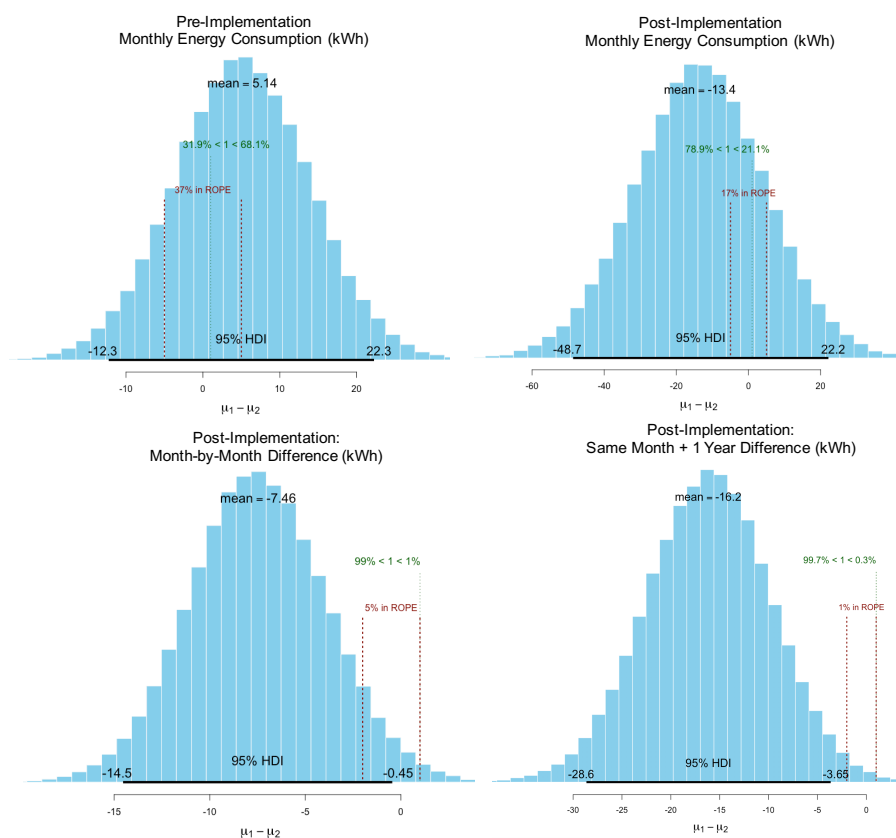 Pre-Implementation
Monthly Energy Consumption (kWh)
mean = 5.14
31.9% < 1 < 68.1%
37% in ROPE
95% HDI
-12.3
22.3
-10
0
10
20
μ1 − μ2
Post-Implementation
Monthly Energy Consumption (kWh)
mean = -13.4
78.9% < 1 < 21.1%
17% in ROPE
95% HDI
-48.7
22.2
-60
-40
-20
0
20
μ1 − μ2
Post-Implementation:
Month-by-Month Difference (kWh)
mean = -7.46
99% < 1 < 1%
5% in ROPE
95% HDI
-14.5
-0.45
-15
-10
-5
0
μ1 − μ2
Post-Implementation:
Same Month + 1 Year Difference (kWh)
mean = -16.2
99.7% < 1 < 0.3%
1% in ROPE
95% HDI
-28.6
-3.65
-30
-25
-20
-15
-10
-5
0
μ1 − μ2